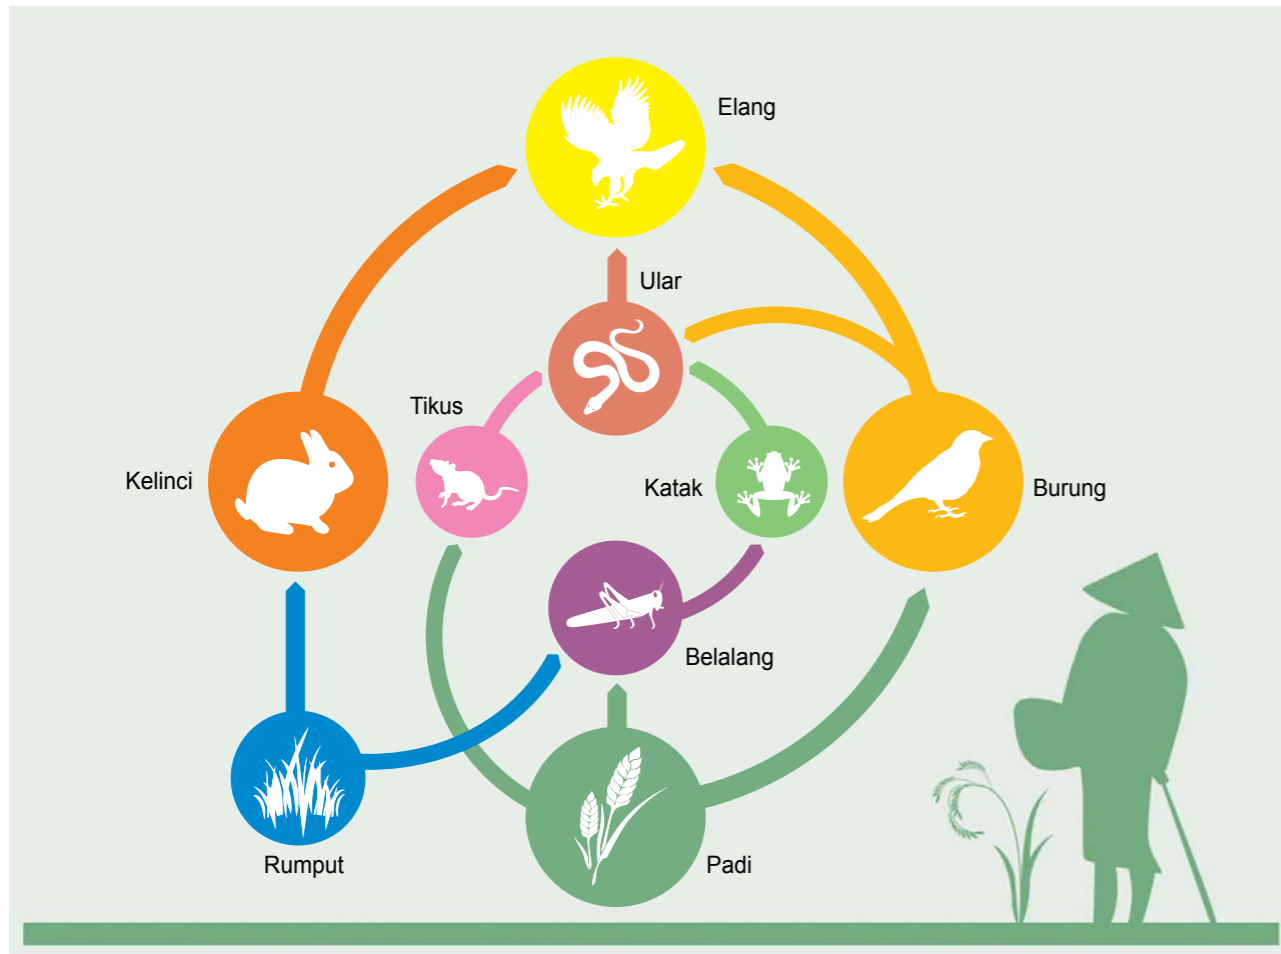 Elang
Ular
Tikus
Kelinci
Katak
Burung
Belalang
Rumput
Padi